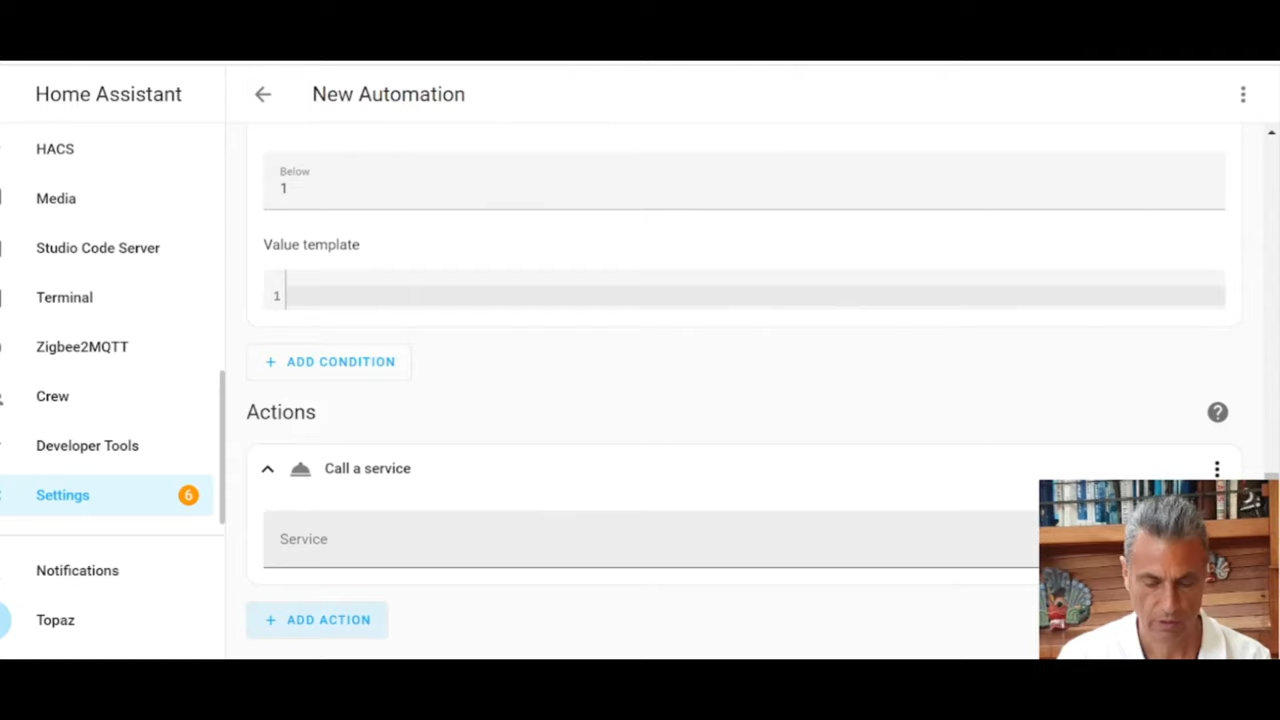 Home Assistant
New Automation
HACS
Media
Studio Code Server
Terminal
Zigbee2MQTT
Crew
Developer Tools
Settings
6
Notifications
Topaz
Below
1
Value template
1
+ ADD CONDITION
Actions
?
Call a service
Service
+ ADD ACTION